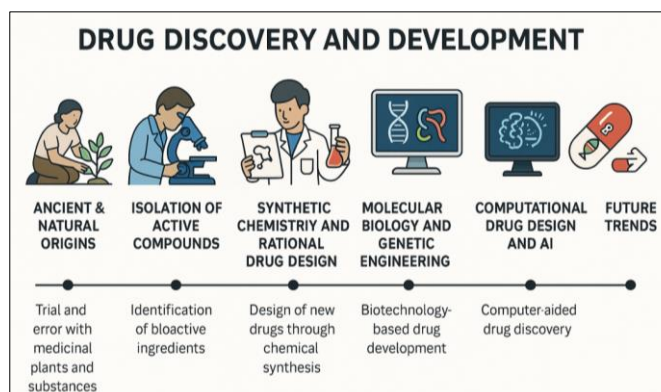 DRUG DISCOVERY AND DEVELOPMENT
ANCIENT &
NATURAL
ORIGINS
ISOLATION OF
ACTIVE
COMPOUNDS
SYNTHETIC
CHEMISTRIY AND
RATIONAL
DRUG DESIGN
MOLECULAR
BIOLOGY AND
GENETIC
ENGINEERING
COMPUTATIONAL
DRUG DESIGN
AND AI
FUTURE
TRENDS
Trial and
error with
medicinal
plants and
substances
Identification
of bioactive
ingredients
Design of new
drugs through
chemical
synthesis
Biotechnology-
based drug
development
Computer-aided
drug discovery